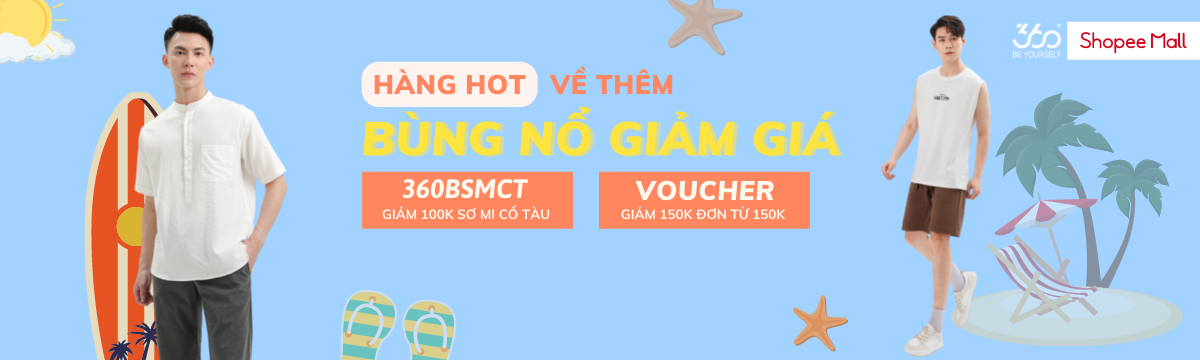 HÀNG HOT VỀ THÊM
BÙNG NỔ GIẢM GIÁ
360BSMCT
GIẢM 100K SƠ MI CỔ TÀU
VOUCHER
GIẢM 150K ĐƠN TỪ 150K
360
BE YOURSELF
Shopee Mall